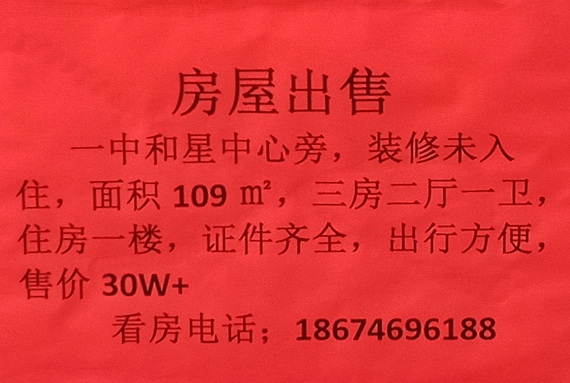 房屋出售
一中和星中心旁，装修未入
住，面积 109 ㎡，三房二厅一卫，
住房一楼，证件齐全，出行方便，
售价 30W+
看房电话；18674696188